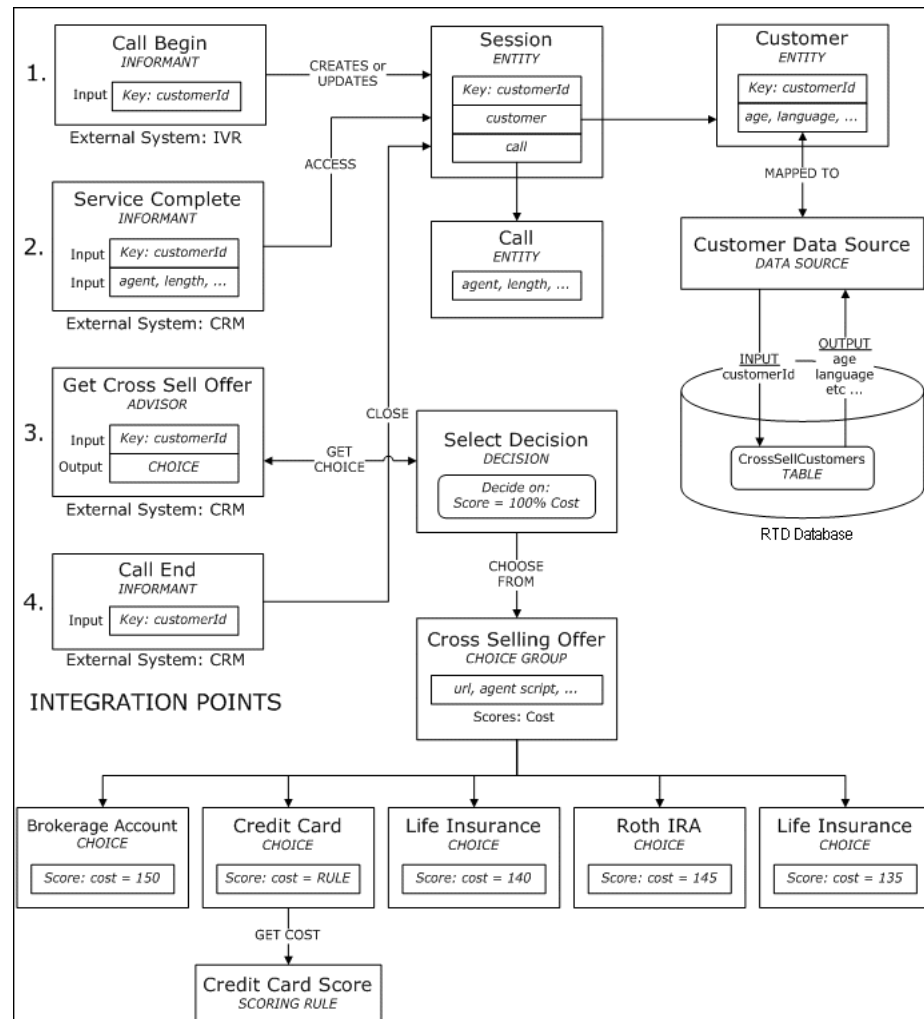 1.
Call Begin
INFORMANT
Input
Key: customerId
External System: IVR
CREATES or
UPDATES
Session
ENTITY
Key: customerId
customer
call
Customer
ENTITY
Key: customerId
age, language, ...
ACCESS
MAPPED TO
2.
Service Complete
INFORMANT
Input
Key: customerId
Input
agent, length, ...
External System: CRM
Call
ENTITY
agent, length, ...
Customer Data Source
DATA SOURCE
INPUT
customerId
OUTPUT
age
language
etc ...
CrossSellCustomers
TABLE
RTD Database
3.
Get Cross Sell Offer
ADVISOR
Input
Key: customerId
Output
CHOICE
External System: CRM
CLOSE
GET
CHOICE
Select Decision
DECISION
Decide on:
Score = 100% Cost
4.
Call End
INFORMANT
Input
Key: customerId
External System: CRM
CHOOSE
FROM
Cross Selling Offer
CHOICE GROUP
url, agent script, ...
Scores: Cost
INTEGRATION POINTS
Brokerage Account
CHOICE
Score: cost = 150
Credit Card
CHOICE
Score: cost = RULE
Life Insurance
CHOICE
Score: cost = 140
Roth IRA
CHOICE
Score: cost = 145
Life Insurance
CHOICE
Score: cost = 135
GET COST
Credit Card Score
SCORING RULE